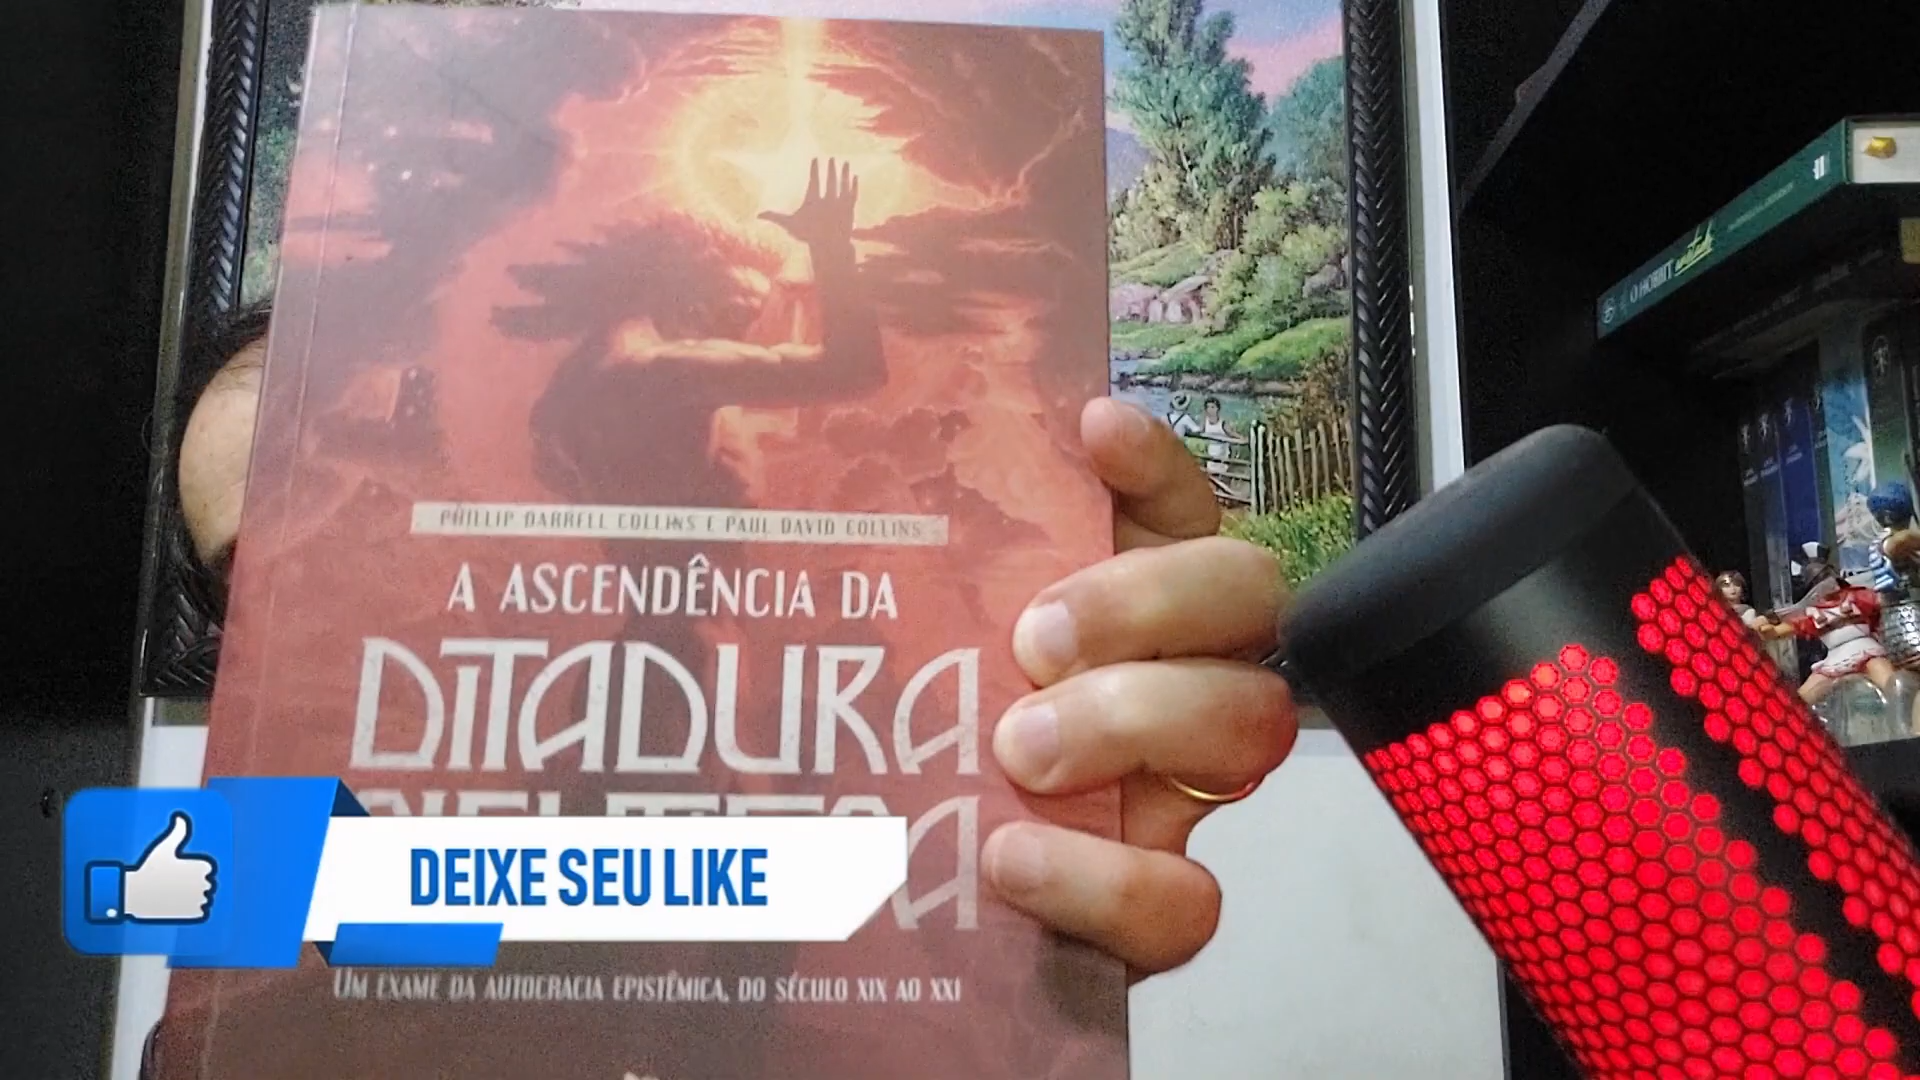 PHILLIP DARRELL COLLINS E PAUL DAVID COLLINS
A ASCENDÊNCIA DA
DITADURA
DEIXE SEU LIKE
UM EXAME DA AUTOCRACIA EPISTÊMICA, DO SÉCULO XIX AO XXI
O HOBBIT